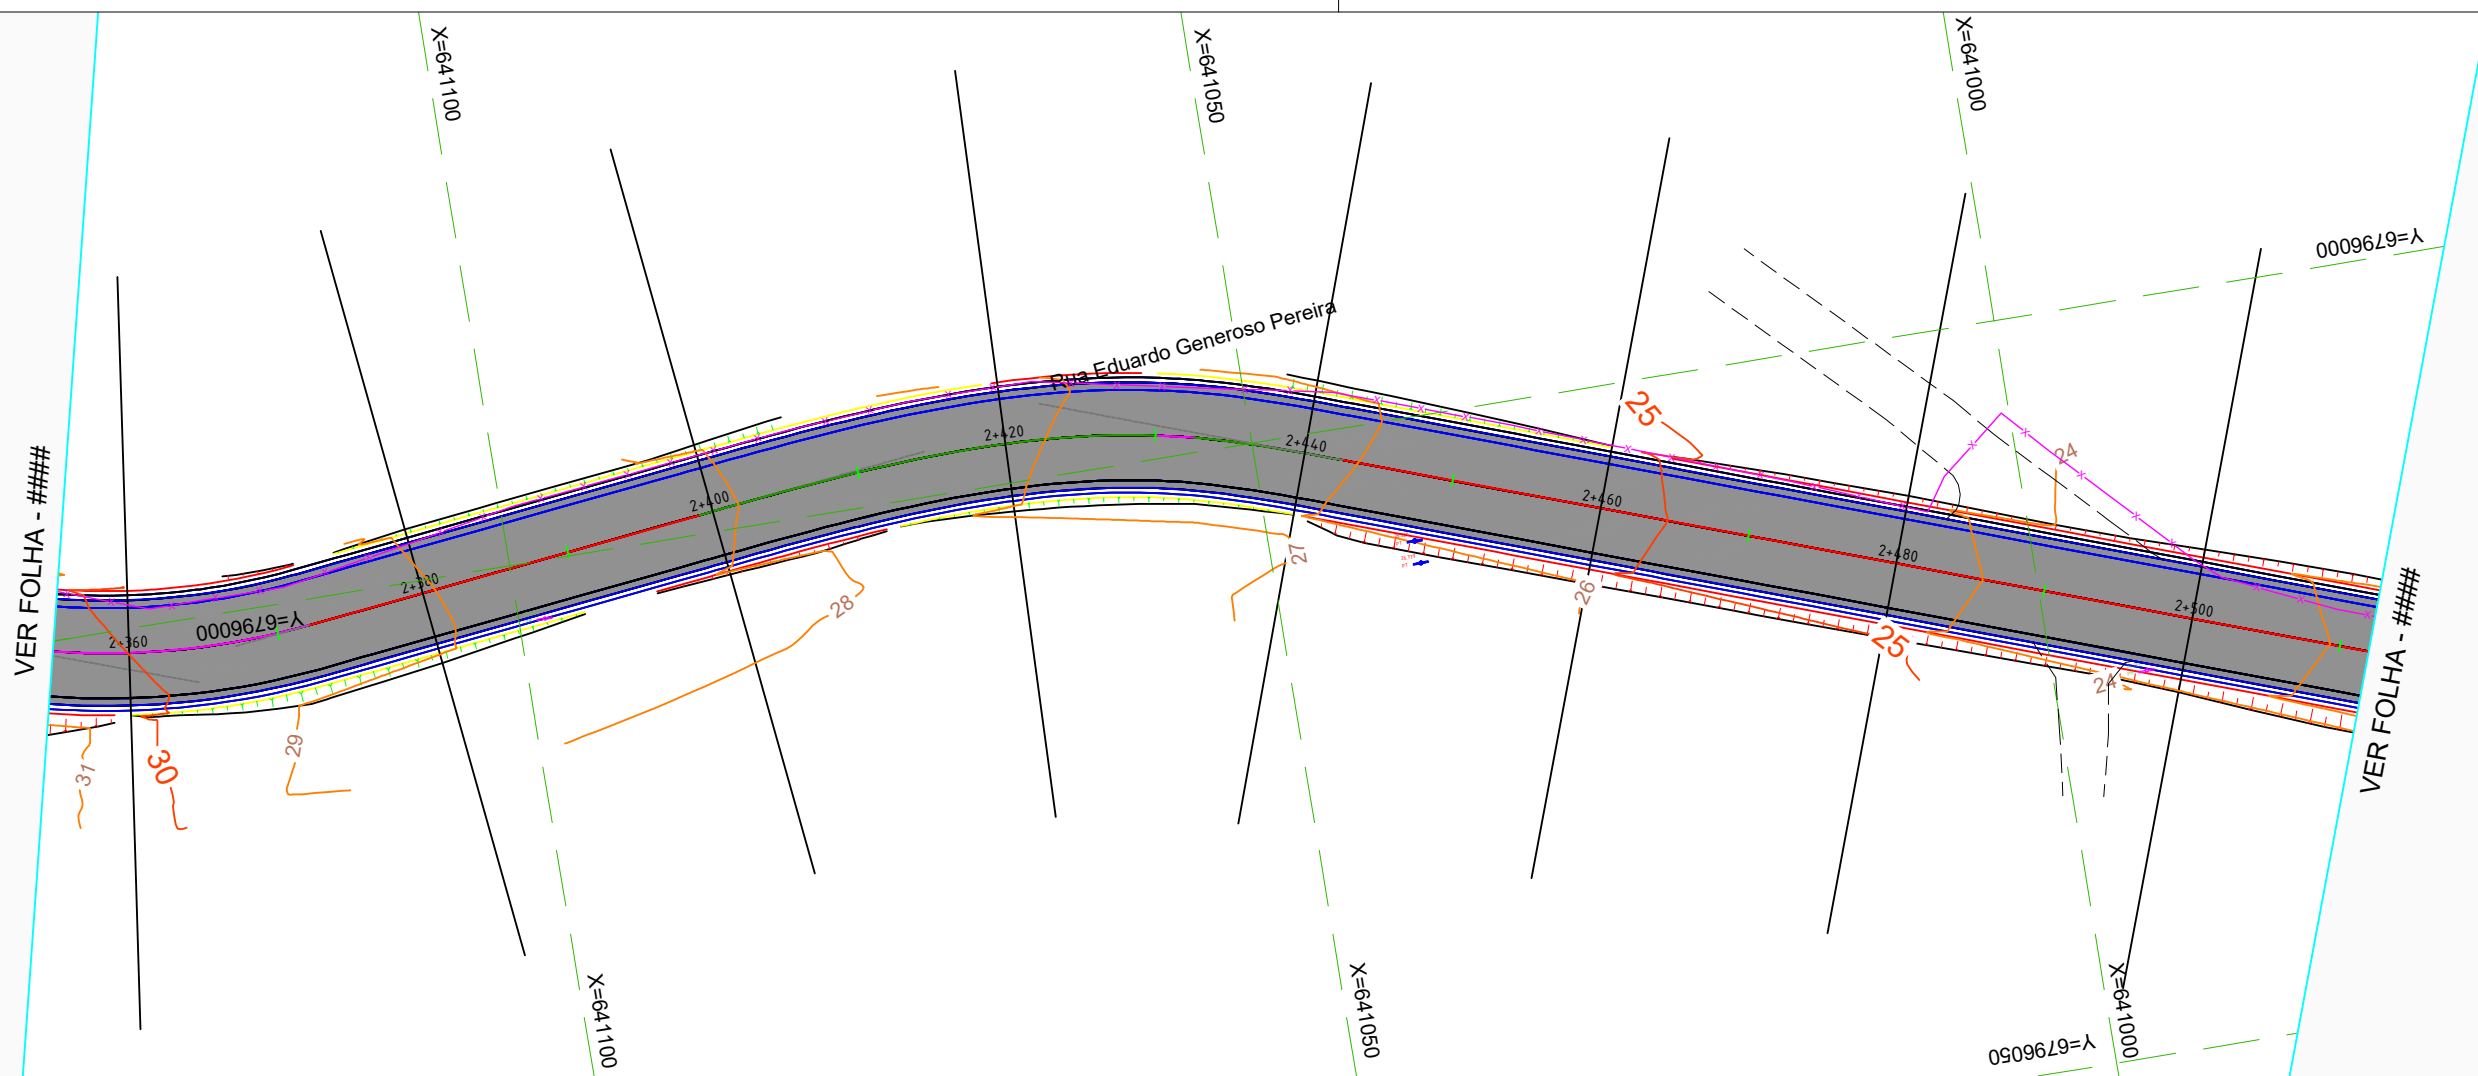 X=641100
X=641050
X=641000
Y=6796000
Rua Eduardo Generoso Pereira
25
2+420
2+440
24
VER FOLHA - ####
2+400
2+460
2+480
2+380
27
26
28
2+500
Y=6796000
2+360
25
24
VER FOLHA - ####
29
30
31
X=641100
X=641050
X=641000
Y=6796050